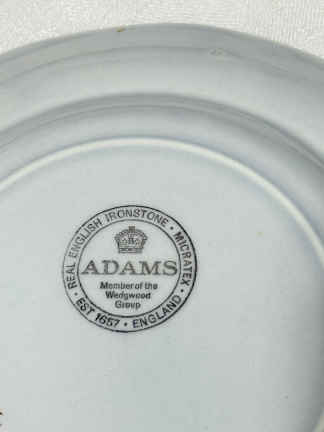 REAL ENGLISH IRONSTONE · MICRATEX ·
ADAMS
Member of the
Wedgwood
Group
· EST 1657 · ENGLAND ·